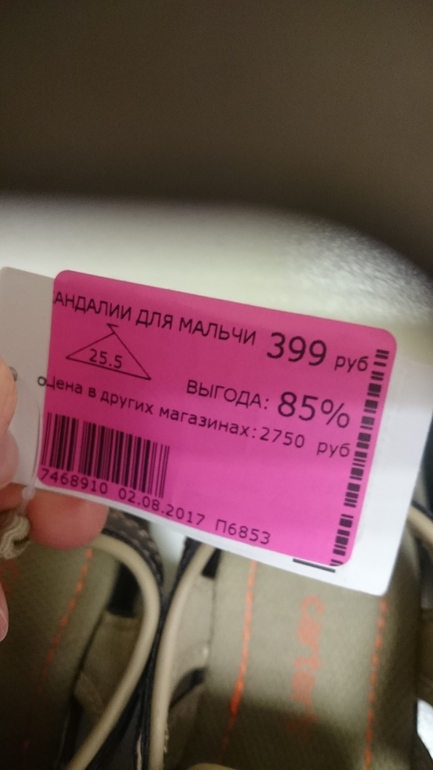 АНДАЛИИ ДЛЯ МАЛЬЧИ 399 руб
25.5
ВЫГОДА: 85%
оцена в других магазинах: 2750 руб
7468910 02.08.2017 П6853
carter